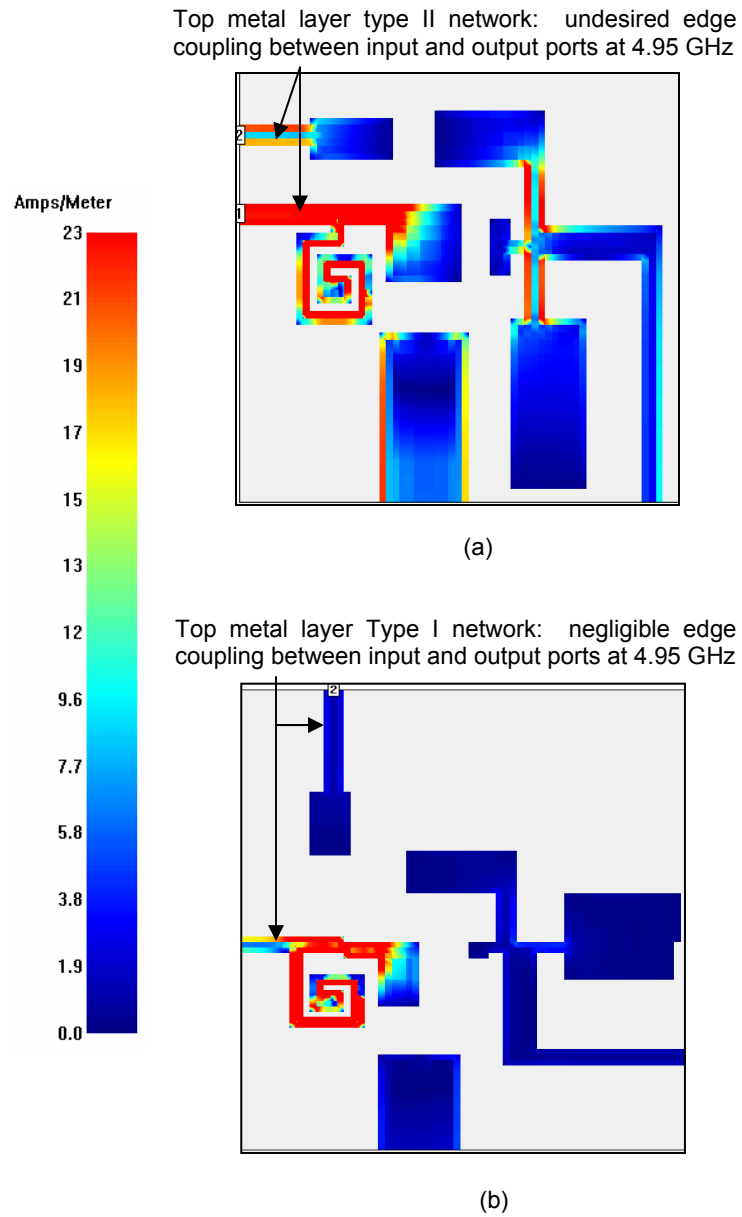 Top metal layer type II network: undesired edge
coupling between input and output ports at 4.95 GHz
2
1
(a)
Amps/Meter
23
21
19
17
15
13
12
9.6
7.7
5.8
3.8
1.9
0.0
Top metal layer Type I network: negligible edge
coupling between input and output ports at 4.95 GHz
2
(b)